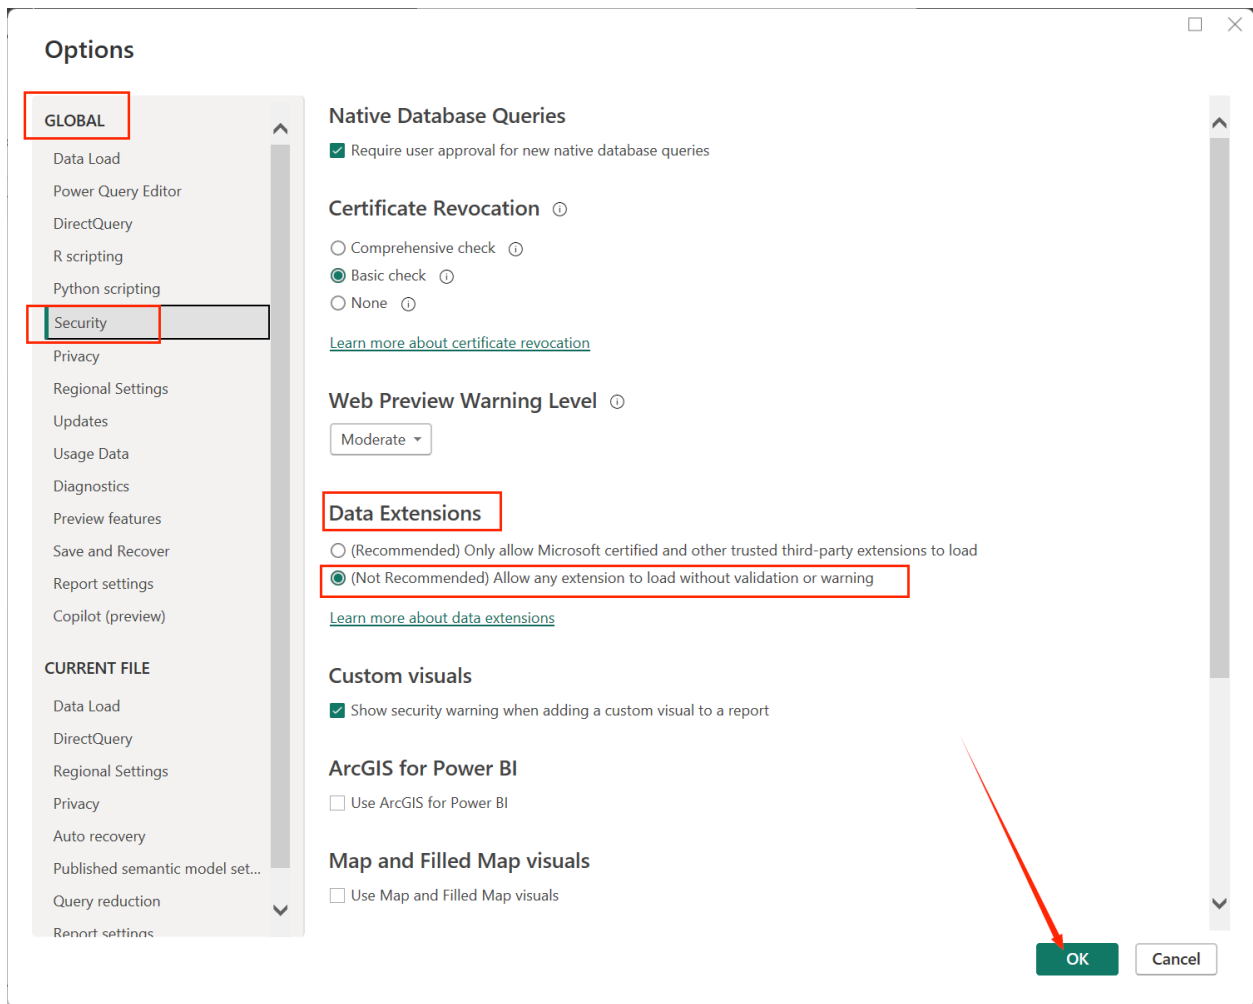 Options
GLOBAL
Data Load
Power Query Editor
DirectQuery
R scripting
Python scripting
Security
Privacy
Regional Settings
Updates
Usage Data
Diagnostics
Preview features
Save and Recover
Report settings
Copilot (preview)
CURRENT FILE
Data Load
DirectQuery
Regional Settings
Privacy
Auto recovery
Published semantic model set...
Query reduction
Report settings
Native Database Queries
Require user approval for new native database queries
Certificate Revocation
Comprehensive check
Basic check
None
Learn more about certificate revocation
Web Preview Warning Level
Moderate
Data Extensions
(Recommended) Only allow Microsoft certified and other trusted third-party extensions to load
(Not Recommended) Allow any extension to load without validation or warning
Learn more about data extensions
Custom visuals
Show security warning when adding a custom visual to a report
ArcGIS for Power BI
Use ArcGIS for Power BI
Map and Filled Map visuals
Use Map and Filled Map visuals
OK
Cancel